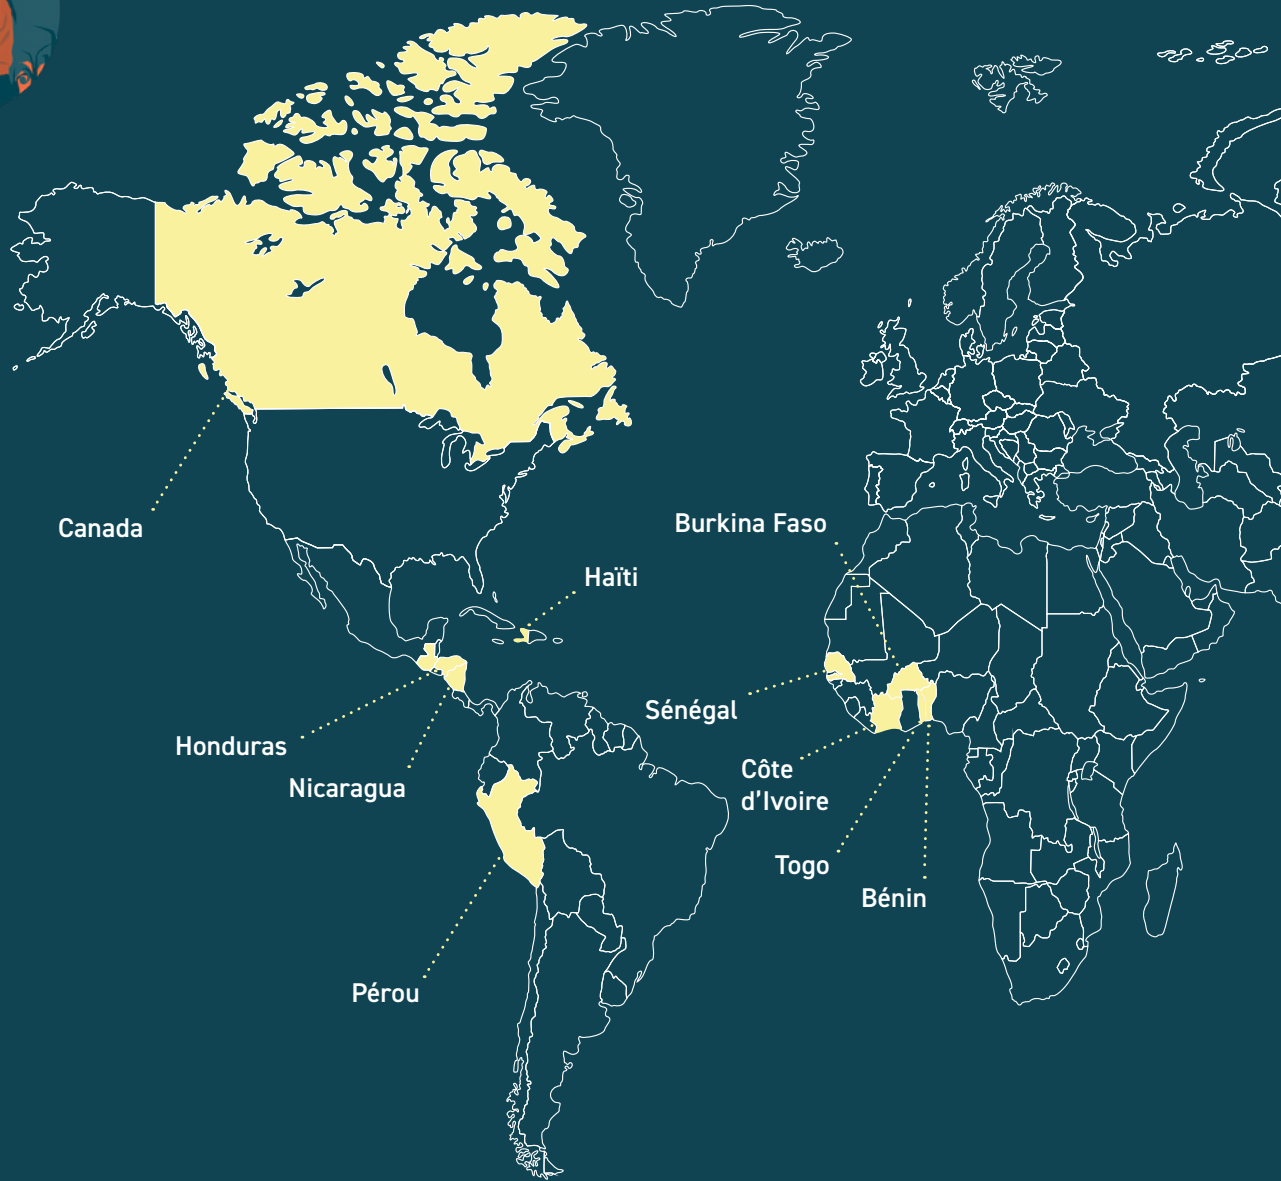 Canada
Burkina Faso
Haïti
Sénégal
Honduras
Nicaragua
Côte
d’Ivoire
Togo
Bénin
Pérou